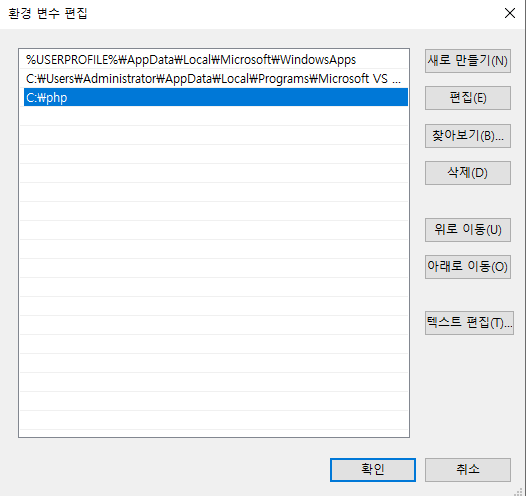 환경 변수 편집
%USERPROFILE%₩AppData₩Local₩Microsoft₩WindowsApps
C:₩Users₩Administrator₩AppData₩Local₩Programs₩Microsoft VS ...
C:₩php
새로 만들기(N)
편집(E)
찾아보기(B)...
삭제(D)
위로 이동(U)
아래로 이동(O)
텍스트 편집(T)...
확인
취소